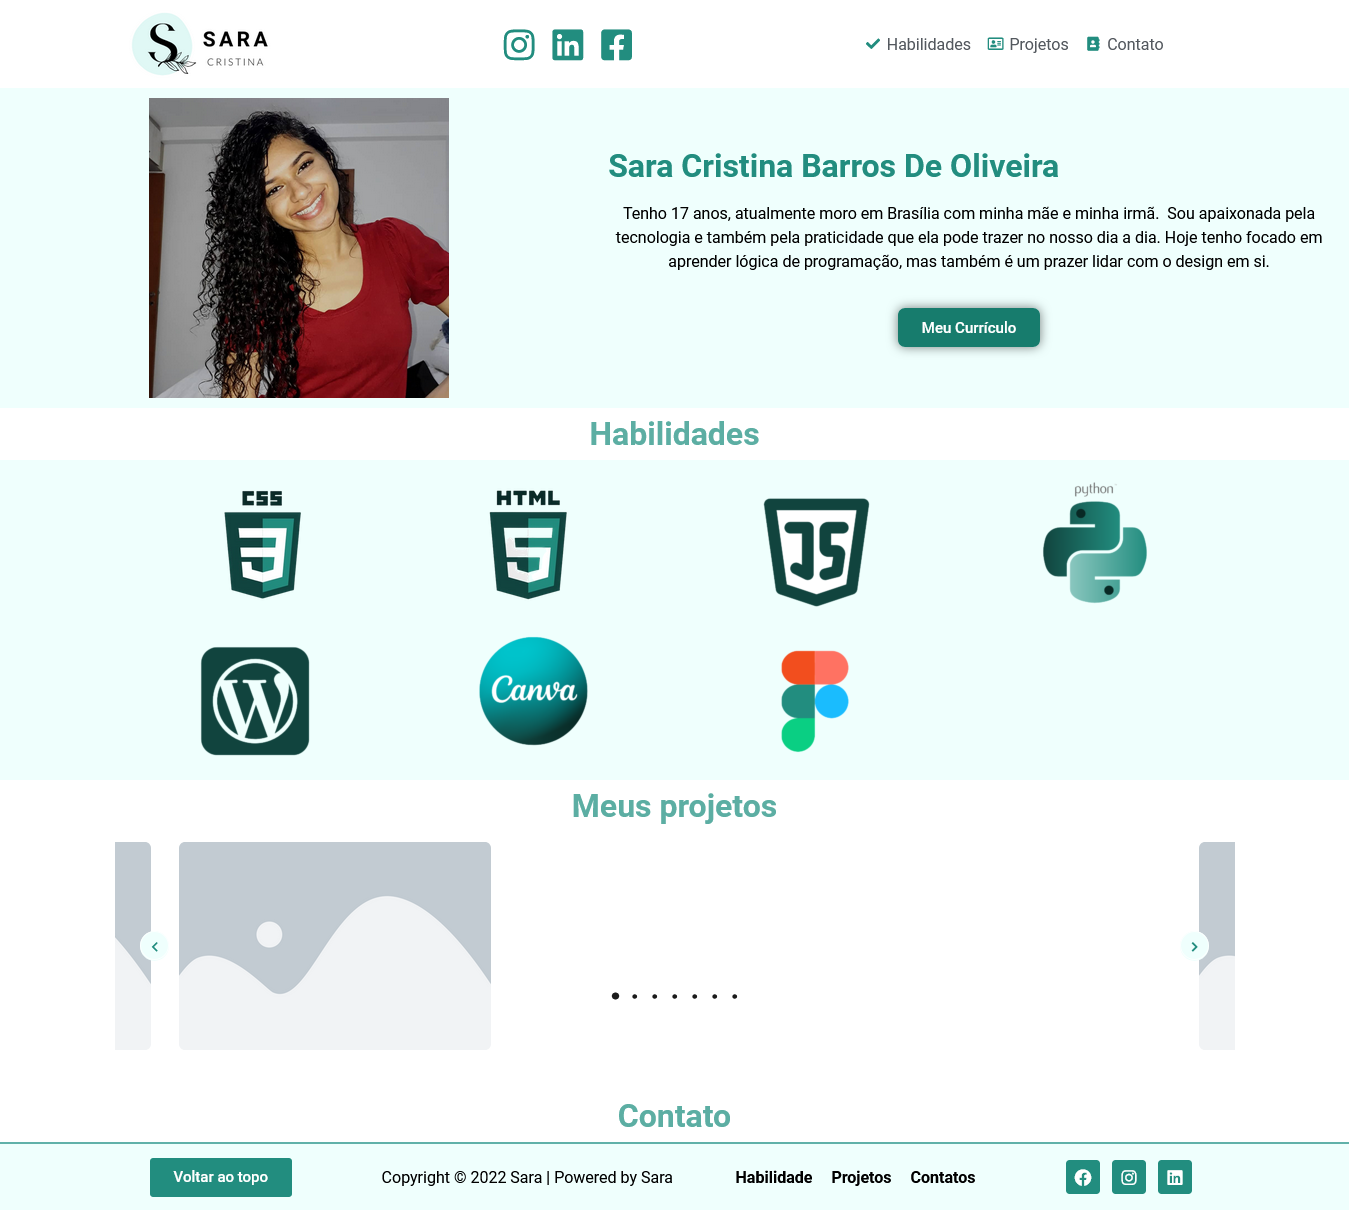 S
SARA
CRISTINA
Habilidades
Projetos
Contato
Sara Cristina Barros De Oliveira
Tenho 17 anos, atualmente moro em Brasília com minha mãe e minha irmã.  Sou apaixonada pela
tecnologia e também pela praticidade que ela pode trazer no nosso dia a dia. Hoje tenho focado em
aprender lógica de programação, mas também é um prazer lidar com o design em si.
Meu Currículo
Habilidades
CSS
3
HTML
5
JS
python
W
Canva
Meus projetos
Contato
Voltar ao topo
Copyright © 2022 Sara | Powered by Sara
Habilidade
Projetos
Contatos